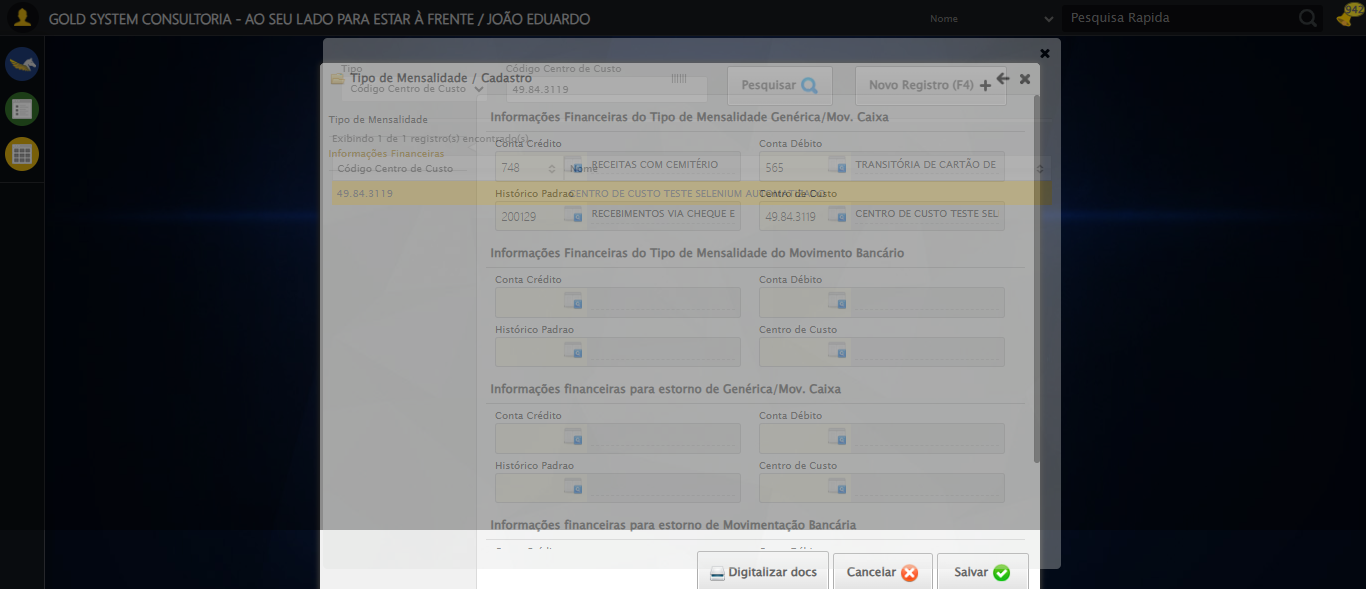 GOLD SYSTEM CONSULTORIA - AO SEU LADO PARA ESTAR À FRENTE / JOÃO EDUARDO
Nome
Pesquisa Rapida
942
Tipo
Código Centro de Custo
Tipo de Mensalidade / Cadastro
Código Centro de Custo
49.84.3119
Pesquisar
Novo Registro (F4)
Tipo de Mensalidade
Informações Financeiras do Tipo de Mensalidade Genérica/Mov. Caixa
Exibindo 1 de 1 registro(s) encontrado(s)
Informações Financeiras
Conta Crédito
Conta Débito
Código Centro de Custo
Nome
748
RECEITAS COM CEMITÉRIO
565
TRANSITÓRIA DE CARTÃO DE
49.84.3119
CENTRO DE CUSTO TESTE SELENIUM
Histórico Padrao
Centro de Custo
200129
RECEBIMENTOS VIA CHEQUE E
49.84.3119
CENTRO DE CUSTO TESTE SEL
Informações Financeiras do Tipo de Mensalidade do Movimento Bancário
Conta Crédito
Conta Débito
Histórico Padrao
Centro de Custo
Informações financeiras para estorno de Genérica/Mov. Caixa
Conta Crédito
Conta Débito
Histórico Padrao
Centro de Custo
Informações financeiras para estorno de Movimentação Bancária
Digitalizar docs
Cancelar
Salvar